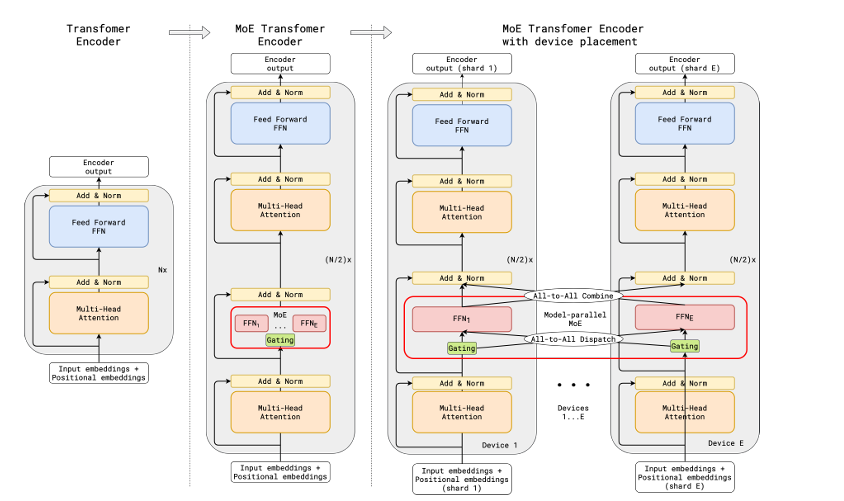 Transfomer
Encoder
Encoder
output
Add & Norm
Feed Forward
FFN
Nx
Add & Norm
Multi-Head
Attention
Input embeddings +
Positional embeddings
MoE Transfomer
Encoder
Encoder
output
Add & Norm
Feed Forward
FFN
Add & Norm
Multi-Head
Attention
(N/2)x
Add & Norm
MoE
FFN1 ... FFNE
Gating
Add & Norm
Multi-Head
Attention
Input embeddings +
Positional embeddings
MoE Transfomer Encoder
with device placement
Encoder
output (shard 1)
Add & Norm
Feed Forward
FFN
Add & Norm
Multi-Head
Attention
(N/2)x
Add & Norm
All-to-All Combine
FFN1
Model-parallel
MoE
All-to-All Dispatch
Gating
Add & Norm
Multi-Head
Attention
Device 1
Input embeddings +
Positional embeddings
(shard 1)
• • •
Devices
1...E
Encoder
output (shard E)
Add & Norm
Feed Forward
FFN
Add & Norm
Multi-Head
Attention
(N/2)x
Add & Norm
FFNE
Gating
Add & Norm
Multi-Head
Attention
Device E
Input embeddings +
Positional embeddings
(shard E)